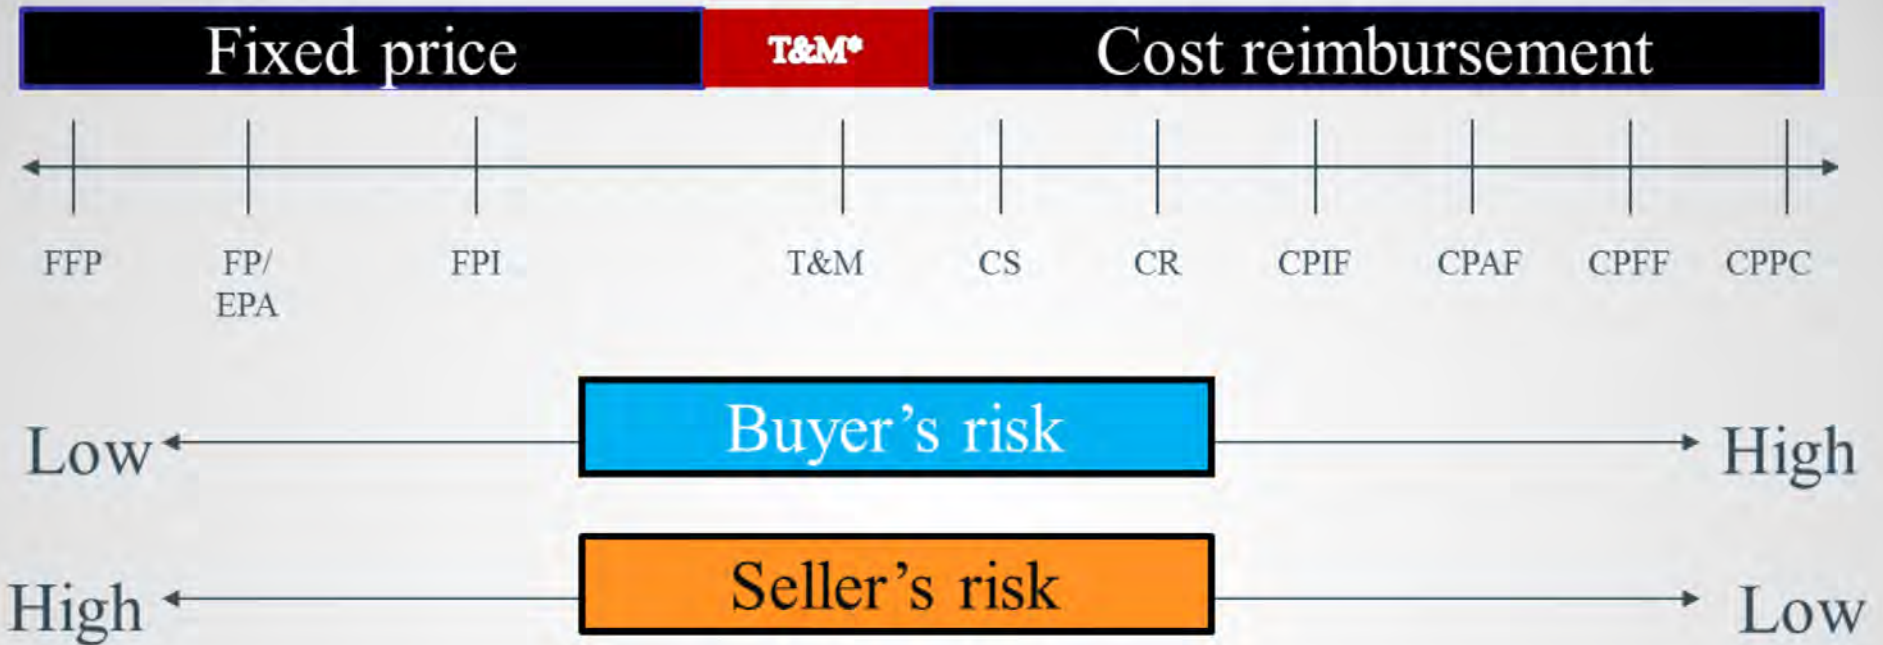 Fixed price T&M* Cost reimbursement
FFP FP/ FPI T&M CS CR CPIF CPAF CPFF CPPC
EPA
Low Buyer's risk High
High Seller's risk Low